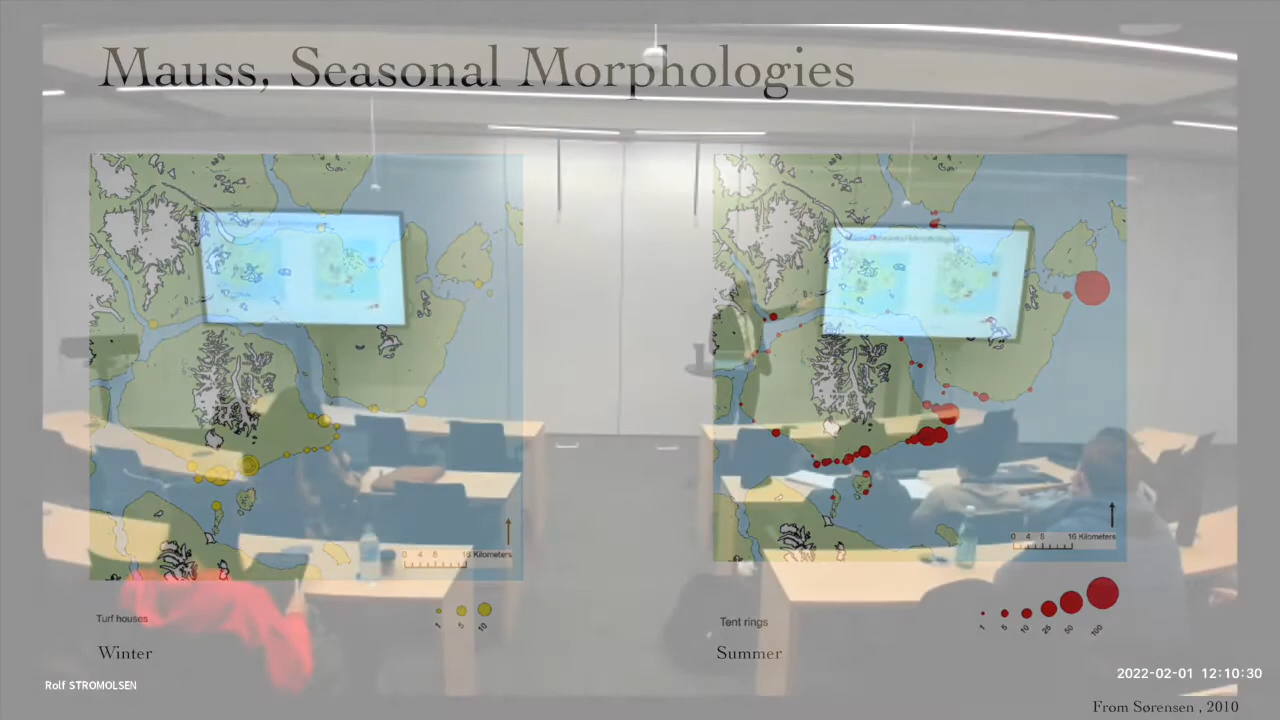 Mauss, Seasonal Morphologies
0 4 8 16 Kilometers
0 4 8 16 Kilometers
Turf houses
1 5 10
Tent rings
1 5 10 25 50 100
Winter
Summer
Rolf STROMOLSEN
2022-02-01 12:10:30
From Sørensen , 2010